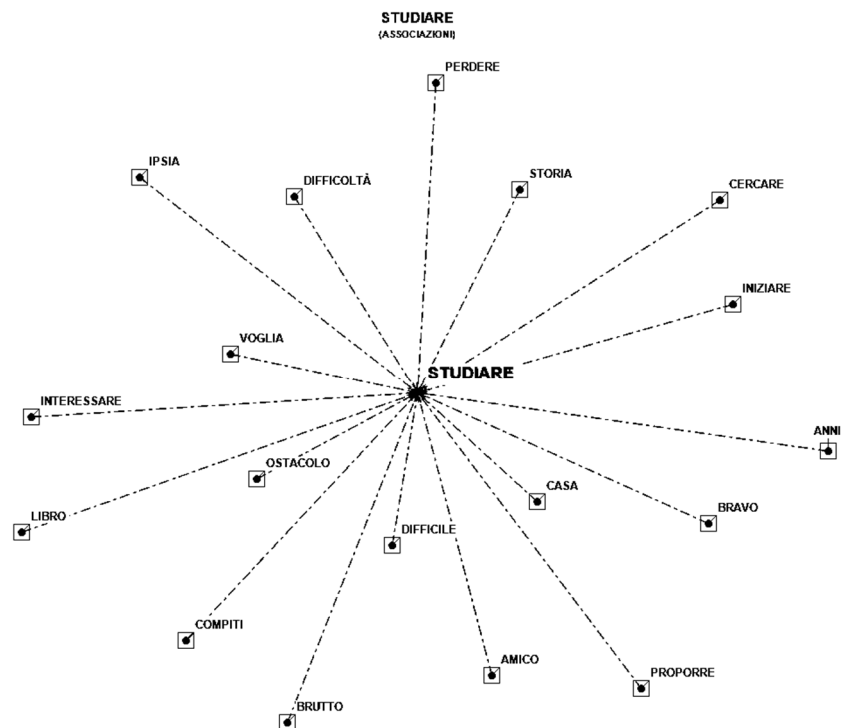 STUDIARE
(ASSOCIAZIONI)
PERDERE
IPSIA
DIFFICOLTÀ
STORIA
CERCARE
INIZIARE
VOGLIA
STUDIARE
INTERESSARE
ANNI
OSTACOLO
CASA
LIBRO
BRAVO
DIFFICILE
COMPITI
AMICO
PROPORRE
BRUTTO